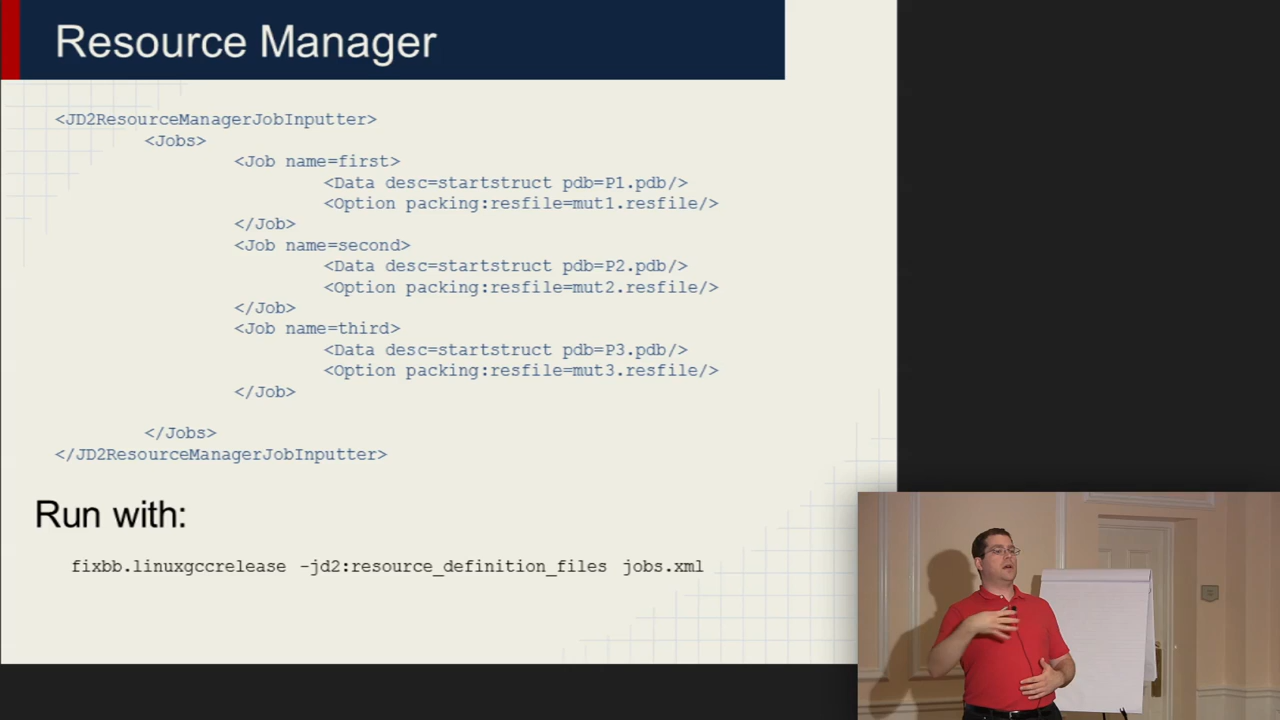 Resource Manager
<JD2ResourceManagerJobInputter>
<Jobs>
<Job name=first>
<Data desc=startstruct pdb=P1.pdb/>
<Option packing:resfile=mut1.resfile/>
</Job>
<Job name=second>
<Data desc=startstruct pdb=P2.pdb/>
<Option packing:resfile=mut2.resfile/>
</Job>
<Job name=third>
<Data desc=startstruct pdb=P3.pdb/>
<Option packing:resfile=mut3.resfile/>
</Job>
</Jobs>
</JD2ResourceManagerJobInputter>
Run with:
fixbb.linuxgccrelease -jd2:resource_definition_files jobs.xml